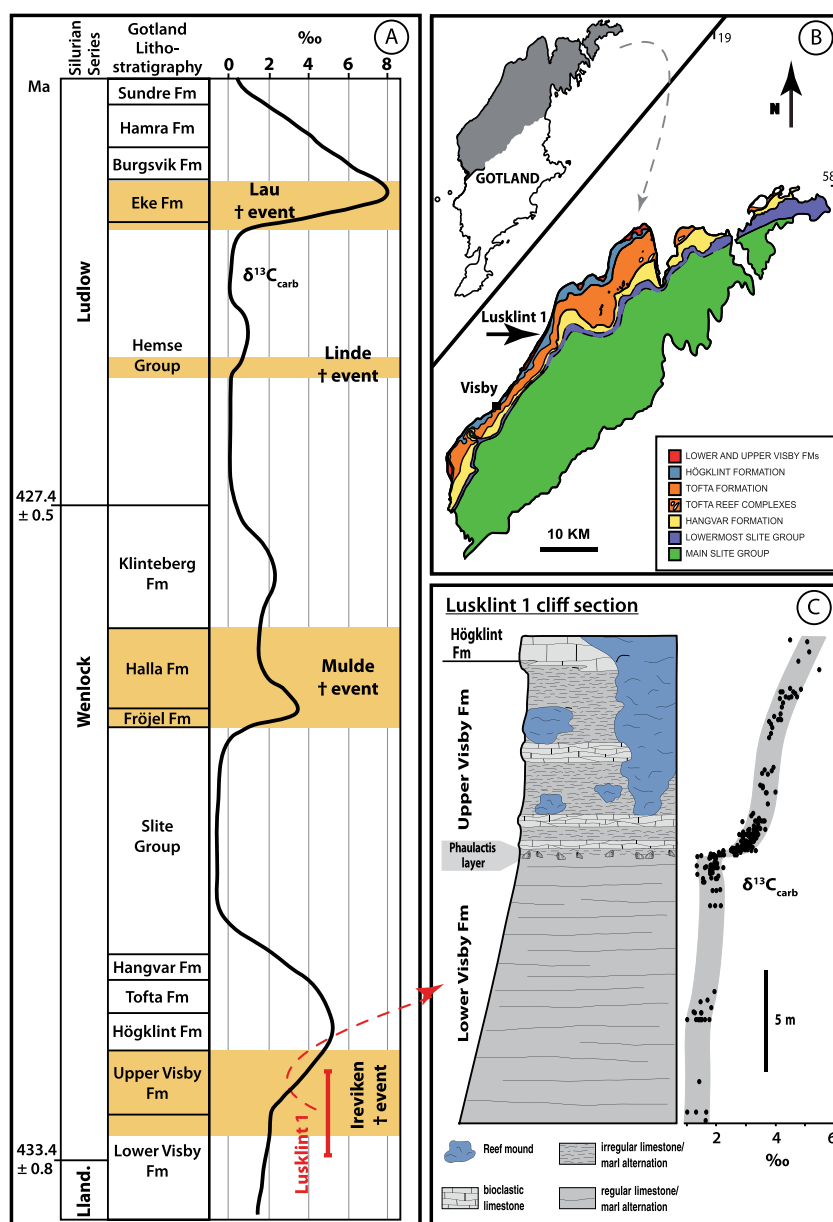 Silurian
Series
Gotland
Litho-
stratigraphy
‰
A
0 2 4 6 8
Ma
Sundre Fm
Hamra Fm
Burgsvik Fm
Eke Fm
Lau
† event
δ¹³C carb
Ludlow
Hemse
Group
Linde
† event
427.4
± 0.5
Klinteberg
Fm
Wenlock
Halla Fm
Mulde
† event
Fröjel Fm
Slite
Group
Hangvar Fm
Tofta Fm
Högklint Fm
Upper Visby
Fm
Ireviken
† event
Lusklint 1
Lower Visby
Fm
433.4
± 0.8
Lland.
B
19
N
58
GOTLAND
Lusklint 1
Visby
10 KM
LOWER AND UPPER VISBY FMs
HÖGKLINT FORMATION
TOFTA FORMATION
TOFTA REEF COMPLEXES
HANGVAR FORMATION
LOWERMOST SLITE GROUP
MAIN SLITE GROUP
Lusklint 1 cliff section
C
Högklint
Fm
Upper Visby Fm
Phaulactis
layer
Lower Visby Fm
δ¹³C carb
5 m
2 4 6
‰
Reef mound
irregular limestone/
marl alternation
bioclastic
limestone
regular limestone/
marl alternation